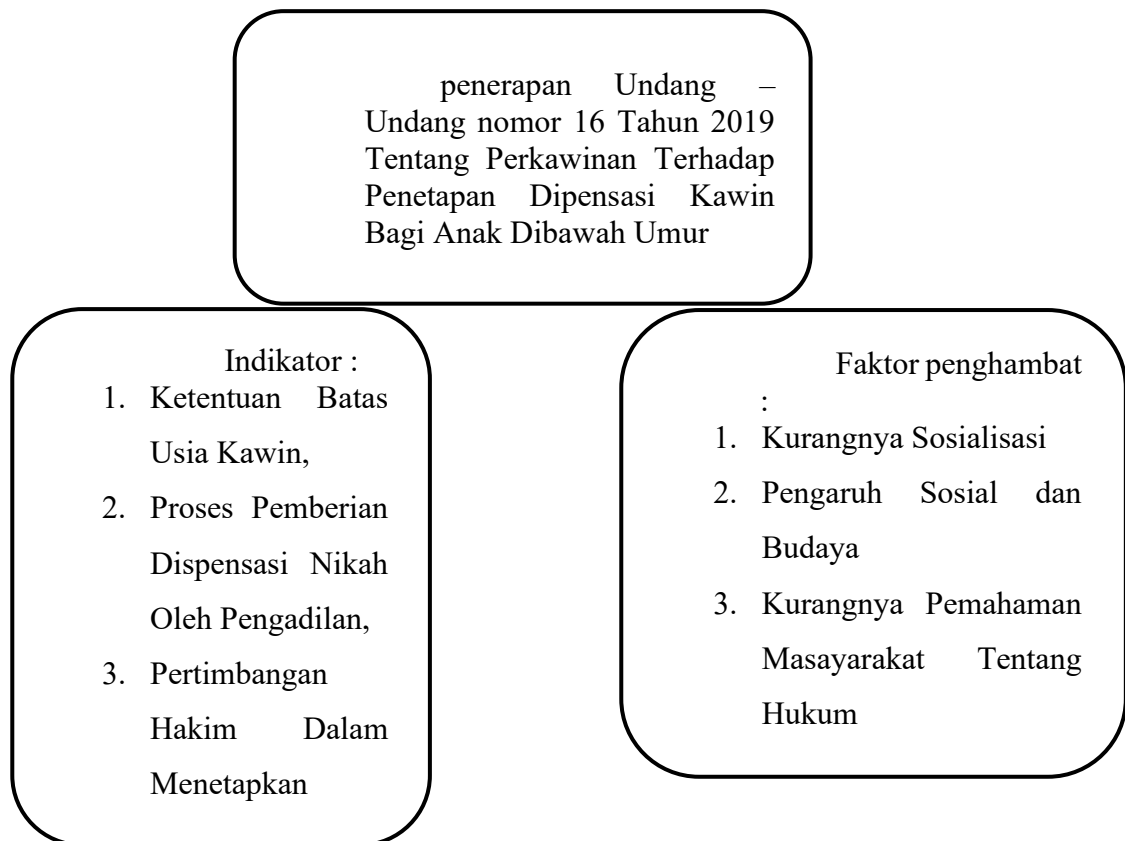 penerapan Undang –
Undang nomor 16 Tahun 2019
Tentang Perkawinan Terhadap
Penetapan Dipensasi Kawin
Bagi Anak Dibawah Umur
Indikator :
1. Ketentuan Batas
Usia Kawin,
2. Proses Pemberian
Dispensasi Nikah
Oleh Pengadilan,
3. Pertimbangan
Hakim Dalam
Menetapkan
Faktor penghambat
:
1. Kurangnya Sosialisasi
2. Pengaruh Sosial dan
Budaya
3. Kurangnya Pemahaman
Masayarakat Tentang
Hukum